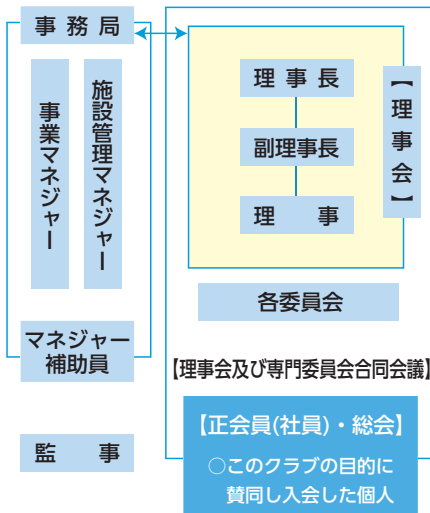 事務局
事業マネジャー
施設管理マネジャー
マネジャー
補助員
監　事
理事長
副理事長
理　事
【理事会】
各委員会
【理事会及び専門委員会合同会議】
【正会員(社員)・総会】
○このクラブの目的に
賛同し入会した個人